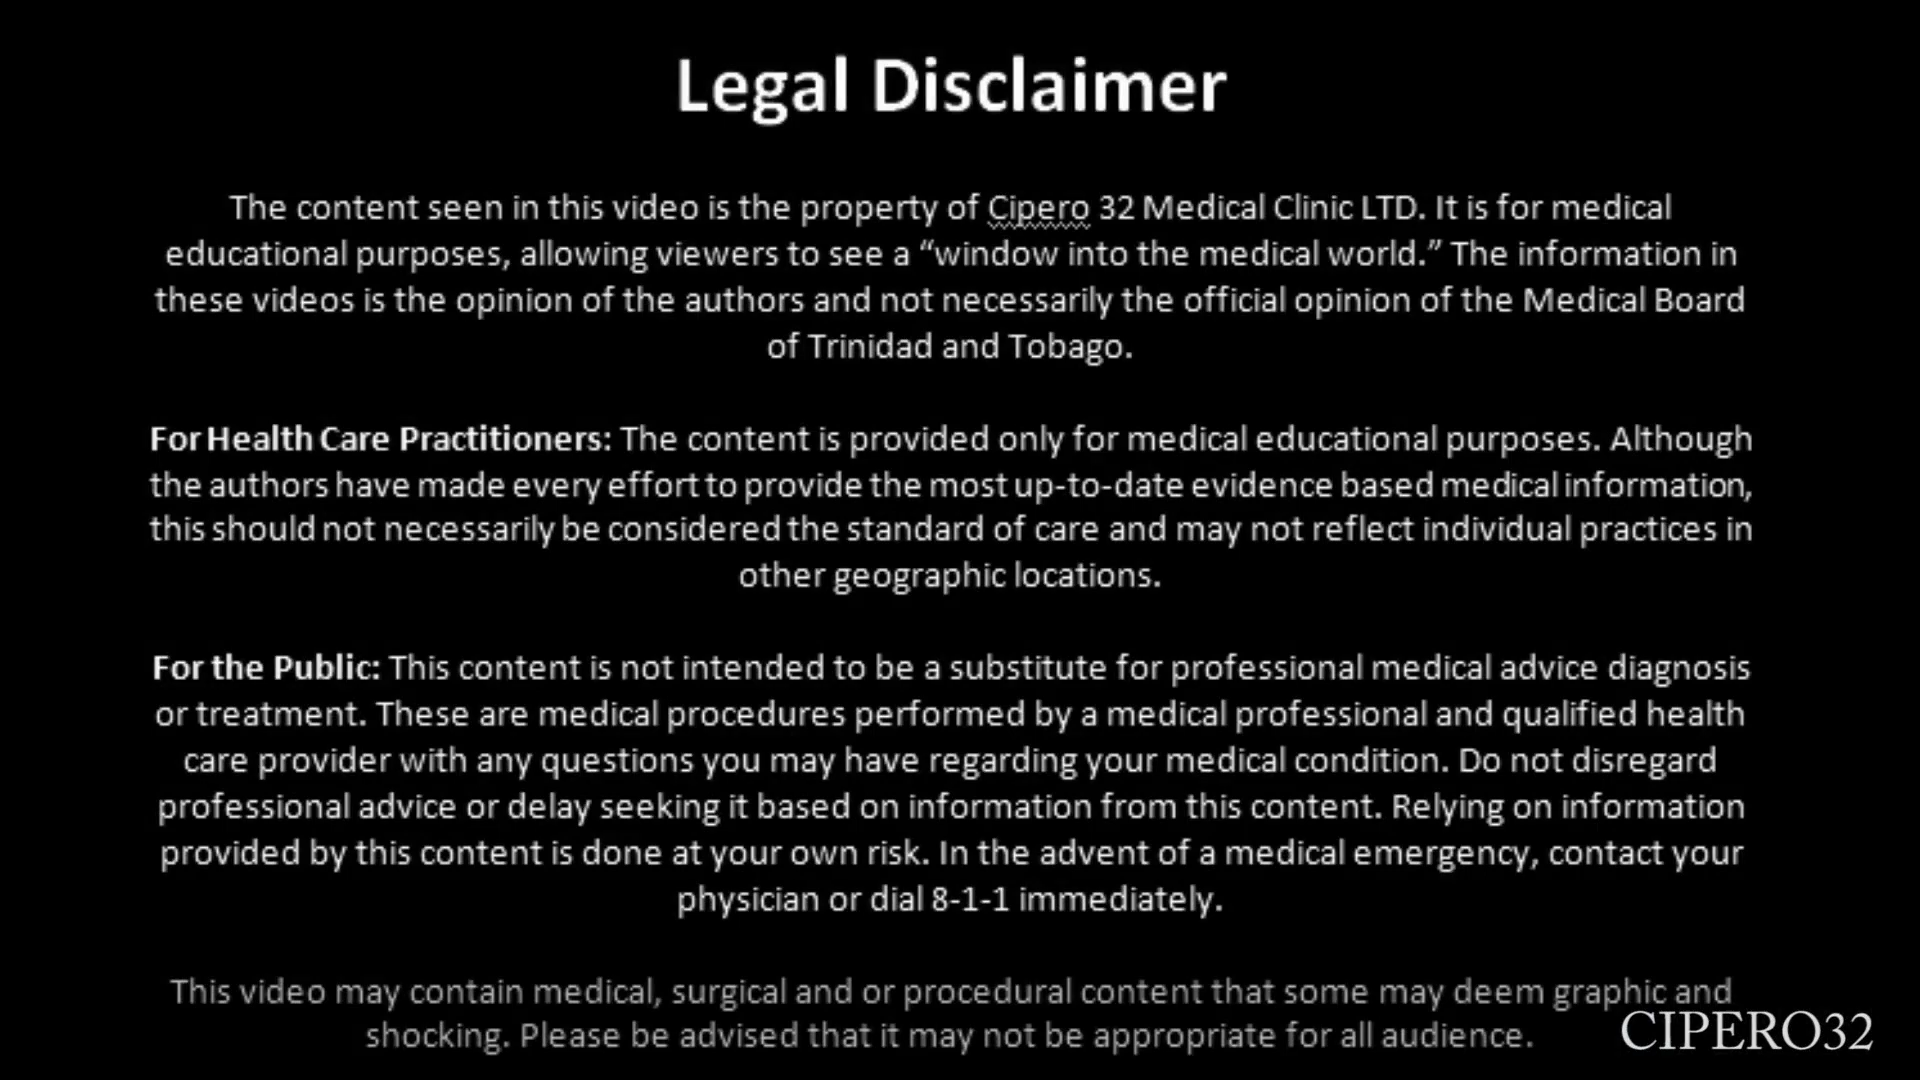 Legal Disclaimer
The content seen in this video is the property of Cipero 32 Medical Clinic LTD. It is for medical
educational purposes, allowing viewers to see a “window into the medical world.” The information in
these videos is the opinion of the authors and not necessarily the official opinion of the Medical Board
of Trinidad and Tobago.
For Health Care Practitioners: The content is provided only for medical educational purposes. Although
the authors have made every effort to provide the most up-to-date evidence based medical information,
this should not necessarily be considered the standard of care and may not reflect individual practices in
other geographic locations.
For the Public: This content is not intended to be a substitute for professional medical advice diagnosis
or treatment. These are medical procedures performed by a medical professional and qualified health
care provider with any questions you may have regarding your medical condition. Do not disregard
professional advice or delay seeking it based on information from this content. Relying on information
provided by this content is done at your own risk. In the advent of a medical emergency, contact your
physician or dial 8-1-1 immediately.
This video may contain medical, surgical and or procedural content that some may deem graphic and
shocking. Please be advised that it may not be appropriate for all audience.
CIPERO32